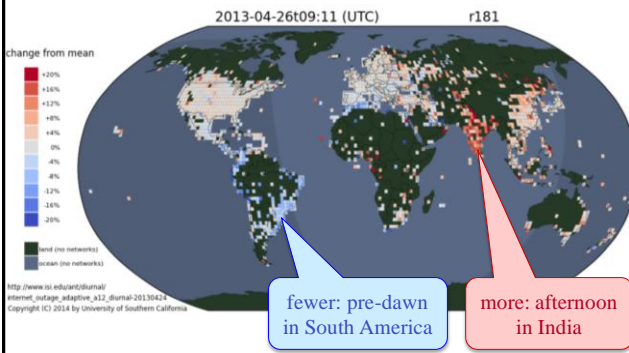 2013-04-26t09:11 (UTC)
r181
change from mean
+20%
+16%
+12%
+8%
+4%
0%
-4%
-8%
-12%
-16%
-20%
land (no networks)
ocean (no networks)
http://www.isi.edu/ant/diurnal/
internet_outage_adaptive_a12_diurnal-20130424
Copyright (C) 2014 by University of Southern California
fewer: pre-dawn
in South America
more: afternoon
in India